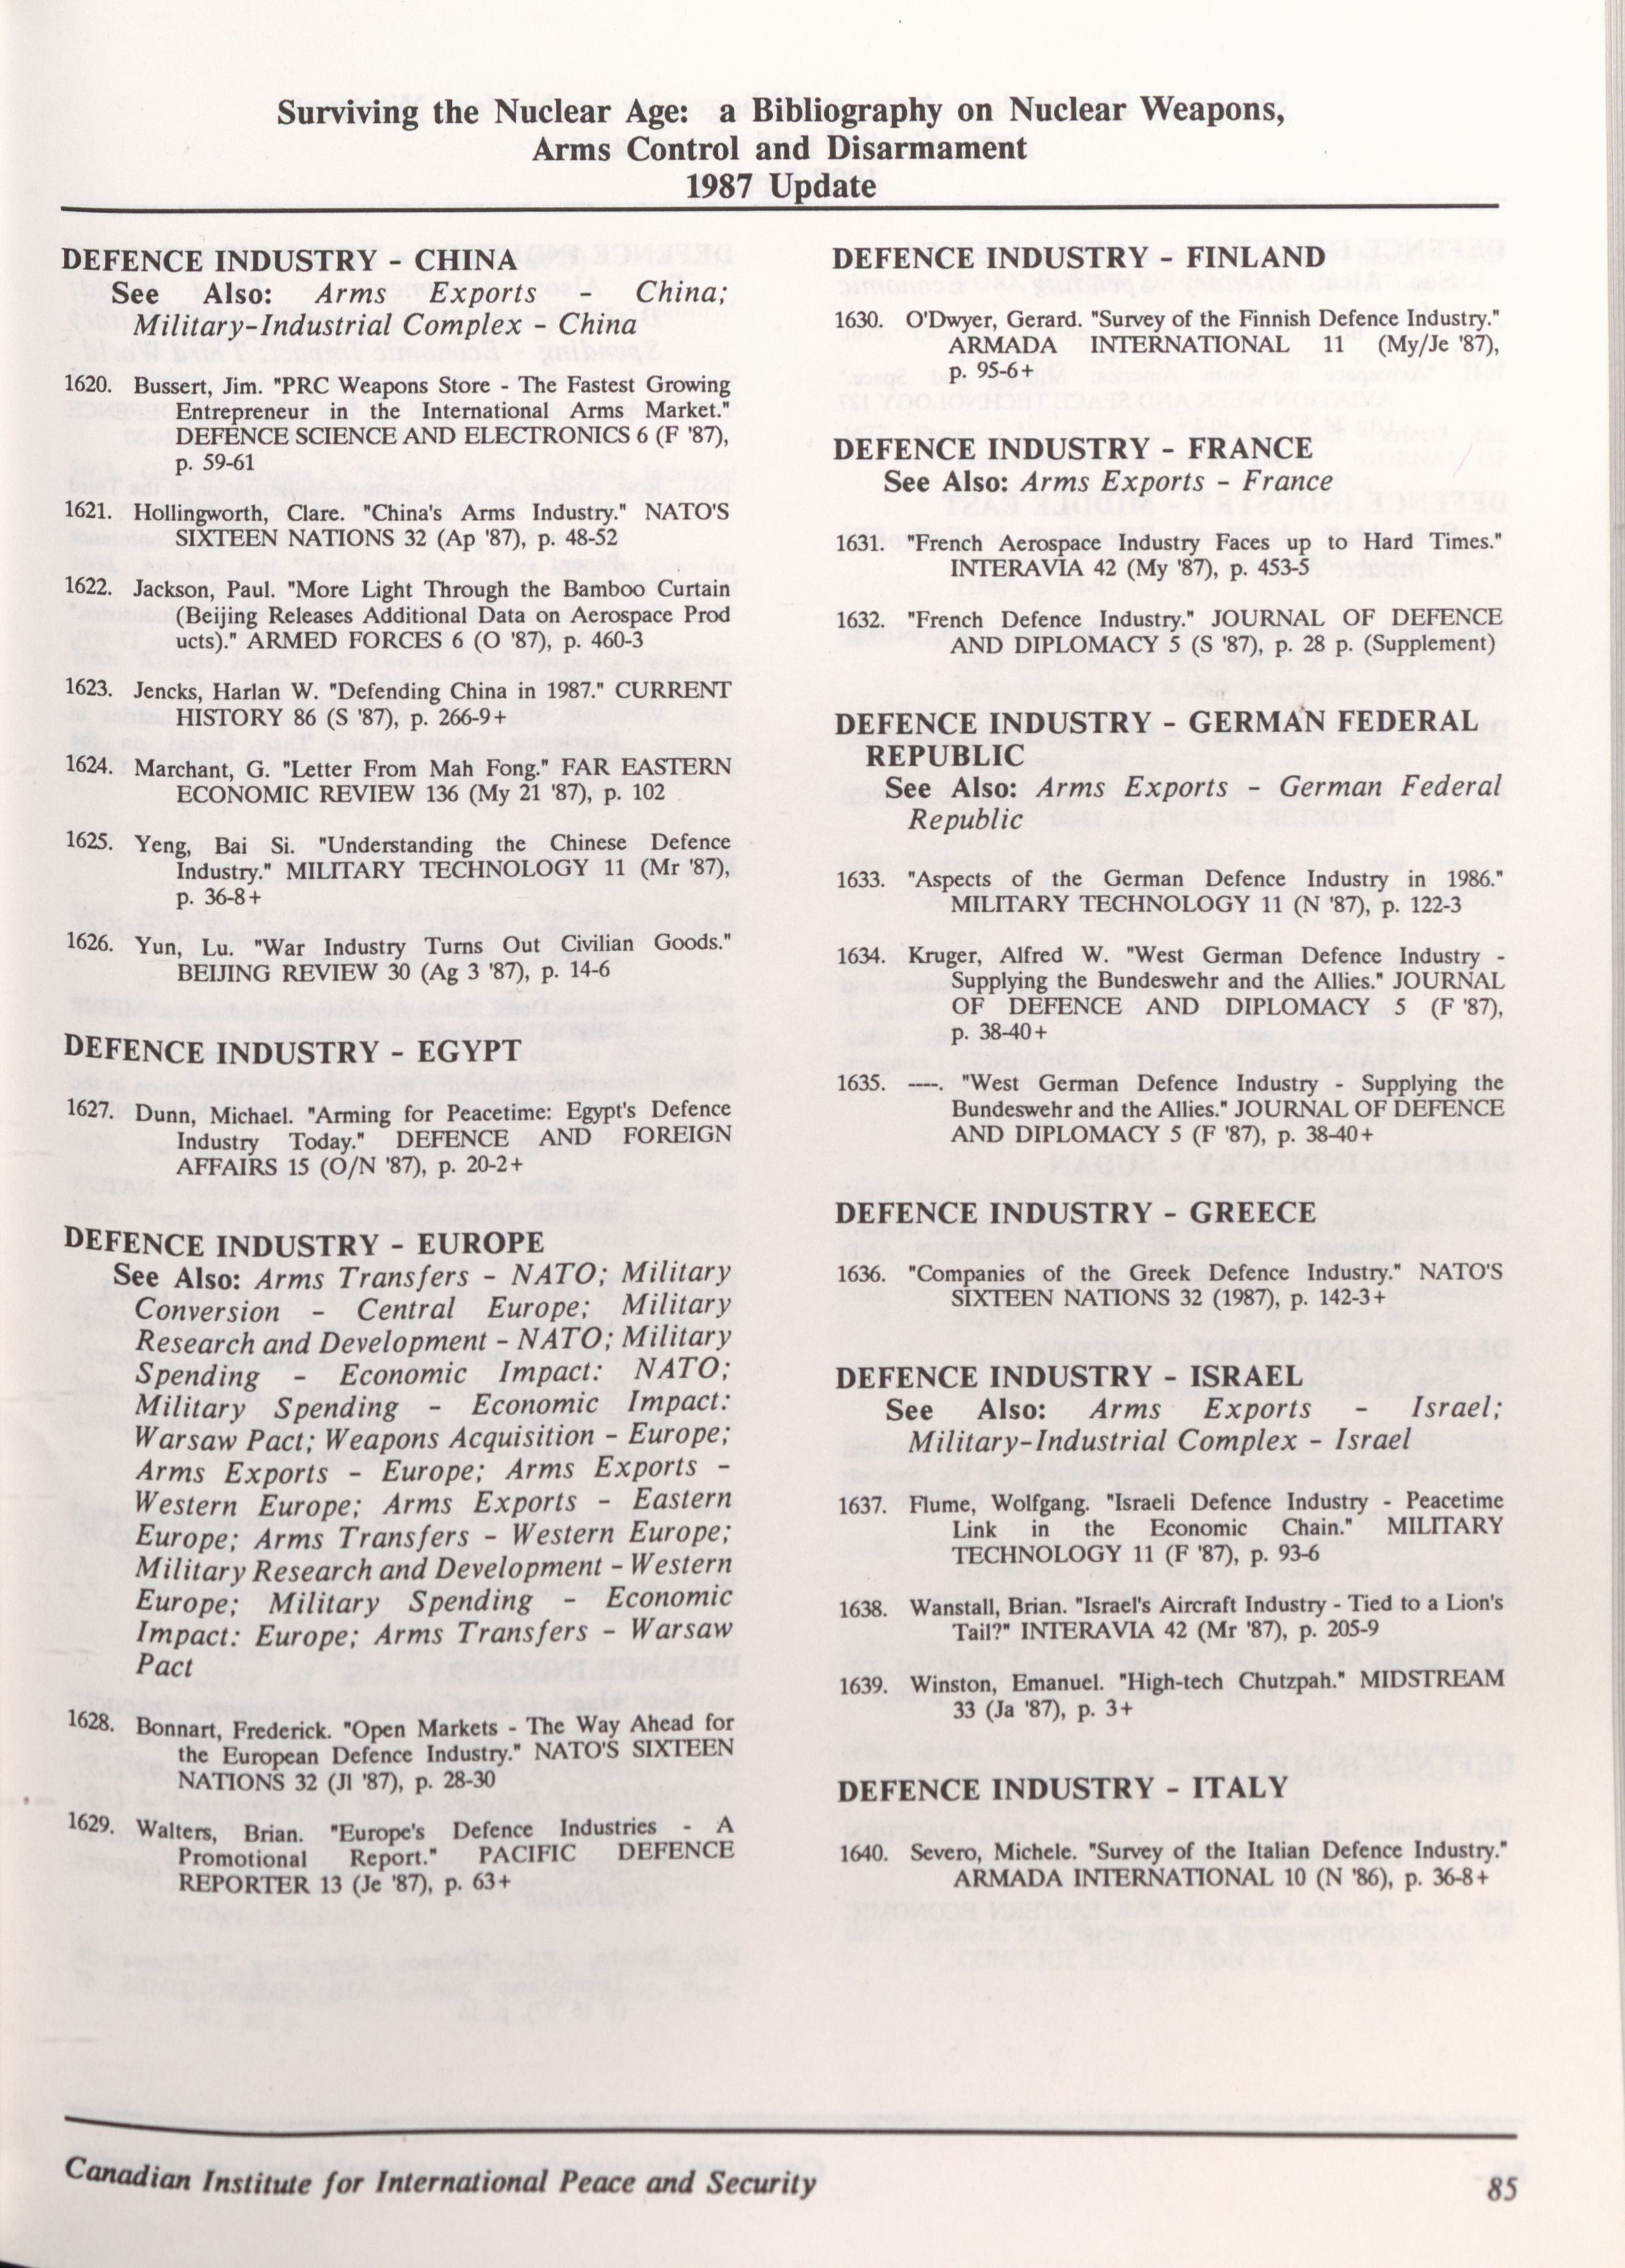 Surviving the Nuclear Age: a Bibliography on Nuclear Weapons,
Arms Control and Disarmament
1987 Update
DEFENCE INDUSTRY - CHINA
See Also: Arms Exports - China;
Military-Industrial Complex - China
1620. Bussert, Jim. "PRC Weapons Store - The Fastest Growing
Entrepreneur in the International Arms Market."
DEFENCE SCIENCE AND ELECTRONICS 6 (F '87),
p. 59-61
1621. Hollingworth, Clare. "China's Arms Industry." NATO'S
SIXTEEN NATIONS 32 (Ap '87), p. 48-52
1622. Jackson, Paul. "More Light Through the Bamboo Curtain
(Beijing Releases Additional Data on Aerospace Prod
ucts)." ARMED FORCES 6 (O '87), p. 460-3
1623. Jencks, Harlan W. "Defending China in 1987." CURRENT
HISTORY 86 (S '87), p. 266-9+
1624. Marchant, G. "Letter From Mah Fong." FAR EASTERN
ECONOMIC REVIEW 136 (My 21 '87), p. 102
1625. Yeng, Bai Si. "Understanding the Chinese Defence
Industry." MILITARY TECHNOLOGY 11 (Mr '87),
p. 36-8+
1626. Yun, Lu. "War Industry Turns Out Civilian Goods."
BEIJING REVIEW 30 (Ag 3 '87), p. 14-6
DEFENCE INDUSTRY - EGYPT
1627. Dunn, Michael. "Arming for Peacetime: Egypt's Defence
Industry Today." DEFENCE AND FOREIGN
AFFAIRS 15 (O/N '87), p. 20-2+
DEFENCE INDUSTRY - EUROPE
See Also: Arms Transfers - NATO; Military
Conversion - Central Europe; Military
Research and Development - NATO; Military
Spending - Economic Impact: NATO;
Military Spending - Economic Impact:
Warsaw Pact; Weapons Acquisition - Europe;
Arms Exports - Europe; Arms Exports -
Western Europe; Arms Exports - Eastern
Europe; Arms Transfers - Western Europe;
Military Research and Development - Western
Europe; Military Spending - Economic
Impact: Europe; Arms Transfers - Warsaw
Pact
1628. Bonnart, Frederick. "Open Markets - The Way Ahead for
the European Defence Industry." NATO'S SIXTEEN
NATIONS 32 (Jl '87), p. 28-30
1629. Walters, Brian. "Europe's Defence Industries - A
Promotional Report." PACIFIC DEFENCE
REPORTER 13 (Je '87), p. 63+
DEFENCE INDUSTRY - FINLAND
1630. O'Dwyer, Gerard. "Survey of the Finnish Defence Industry."
ARMADA INTERNATIONAL 11 (My/Je '87),
p. 95-6+
DEFENCE INDUSTRY - FRANCE
See Also: Arms Exports - France
1631. "French Aerospace Industry Faces up to Hard Times."
INTERAVIA 42 (My '87), p. 453-5
1632. "French Defence Industry." JOURNAL OF DEFENCE
AND DIPLOMACY 5 (S '87), p. 28 p. (Supplement)
DEFENCE INDUSTRY - GERMAN FEDERAL
REPUBLIC
See Also: Arms Exports - German Federal
Republic
1633. "Aspects of the German Defence Industry in 1986."
MILITARY TECHNOLOGY 11 (N '87), p. 122-3
1634. Kruger, Alfred W. "West German Defence Industry -
Supplying the Bundeswehr and the Allies." JOURNAL
OF DEFENCE AND DIPLOMACY 5 (F '87),
p. 38-40+
1635. ----. "West German Defence Industry - Supplying the
Bundeswehr and the Allies." JOURNAL OF DEFENCE
AND DIPLOMACY 5 (F '87), p. 38-40+
DEFENCE INDUSTRY - GREECE
1636. "Companies of the Greek Defence Industry." NATO'S
SIXTEEN NATIONS 32 (1987), p. 142-3+
DEFENCE INDUSTRY - ISRAEL
See Also: Arms Exports - Israel;
Military-Industrial Complex - Israel
1637. Flume, Wolfgang. "Israeli Defence Industry - Peacetime
Link in the Economic Chain." MILITARY
TECHNOLOGY 11 (F '87), p. 93-6
1638. Wanstall, Brian. "Israel's Aircraft Industry - Tied to a Lion's
Tail?" INTERAVIA 42 (Mr '87), p. 205-9
1639. Winston, Emanuel. "High-tech Chutzpah." MIDSTREAM
33 (Ja '87), p. 3+
DEFENCE INDUSTRY - ITALY
1640. Severo, Michele. "Survey of the Italian Defence Industry."
ARMADA INTERNATIONAL 10 (N '86), p. 36-8+
Canadian Institute for International Peace and Security
85